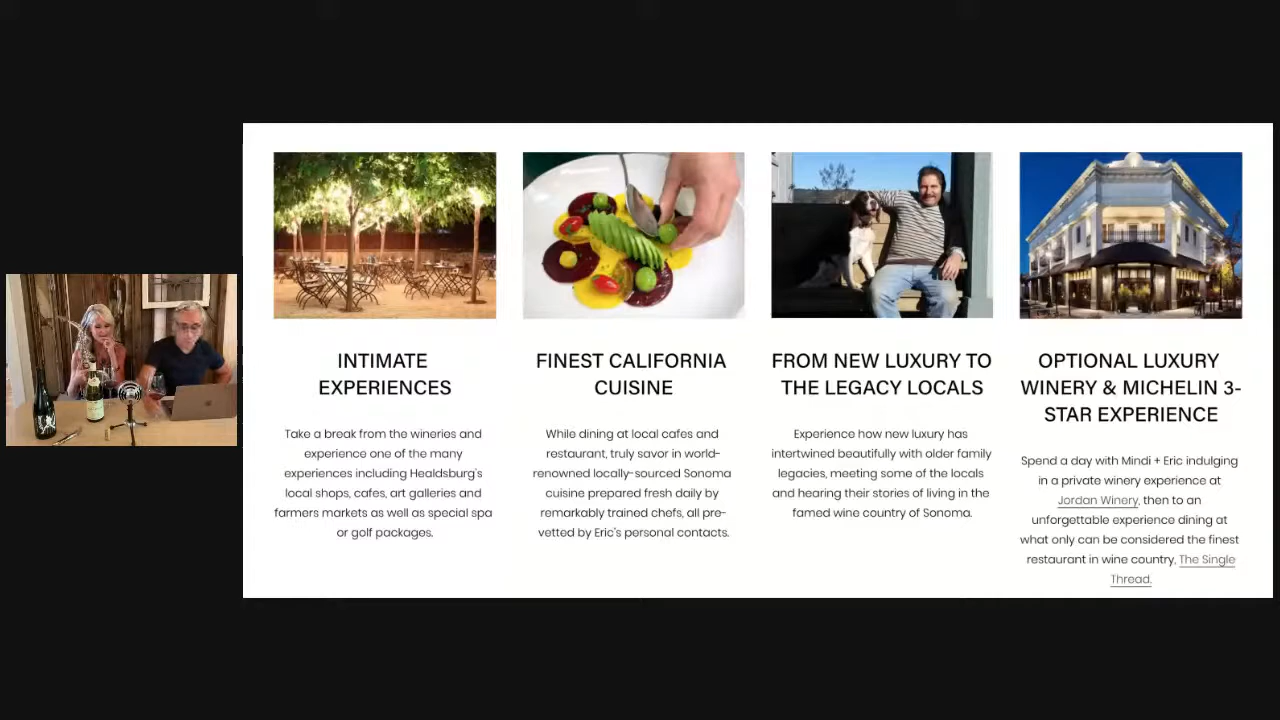 INTIMATE
EXPERIENCES
Take a break from the wineries and
experience one of the many
experiences including Healdsburg's
local shops, cafes, art galleries and
farmers markets as well as special spa
or golf packages.
FINEST CALIFORNIA
CUISINE
While dining at local cafes and
restaurant, truly savor in world-
renowned locally-sourced Sonoma
cuisine prepared fresh daily by
remarkably trained chefs, all pre-
vetted by Eric's personal contacts.
FROM NEW LUXURY TO
THE LEGACY LOCALS
Experience how new luxury has
intertwined beautifully with older family
legacies, meeting some of the locals
and hearing their stories of living in the
famed wine country of Sonoma.
OPTIONAL LUXURY
WINERY & MICHELIN 3-
STAR EXPERIENCE
Spend a day with Mindi + Eric indulging
in a private winery experience at
Jordan Winery, then to an
unforgettable experience dining at
what only can be considered the finest
restaurant in wine country, The Single
Thread.